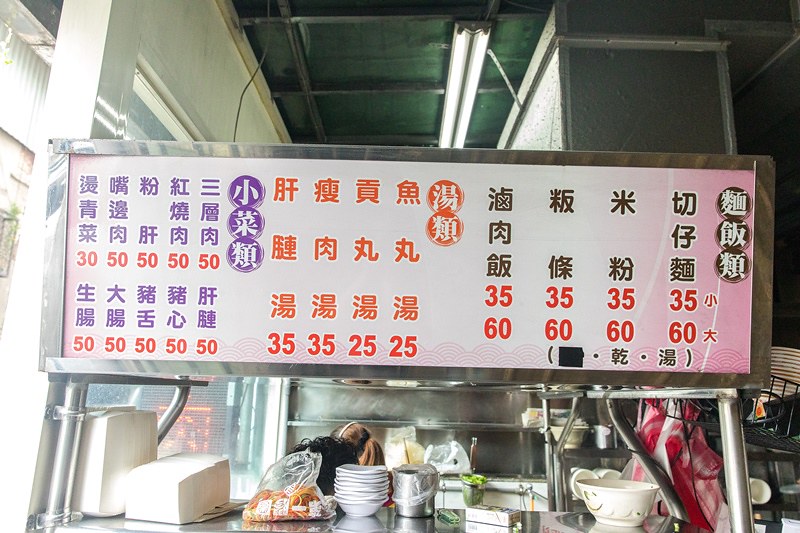 麵飯類
切仔麵 35 60
小
大
米粉 35 60
粄條 35 60
滷肉飯 35 60
(・乾・湯)
湯類
魚丸湯 25
貢丸湯 25
瘦肉湯 35
肝腱湯 35
小菜類
三層肉 50
紅燒肉 50
粉肝 50
嘴邊肉 50
燙青菜 30
肝腱 50
豬心 50
豬舌 50
大腸 50
生腸 50